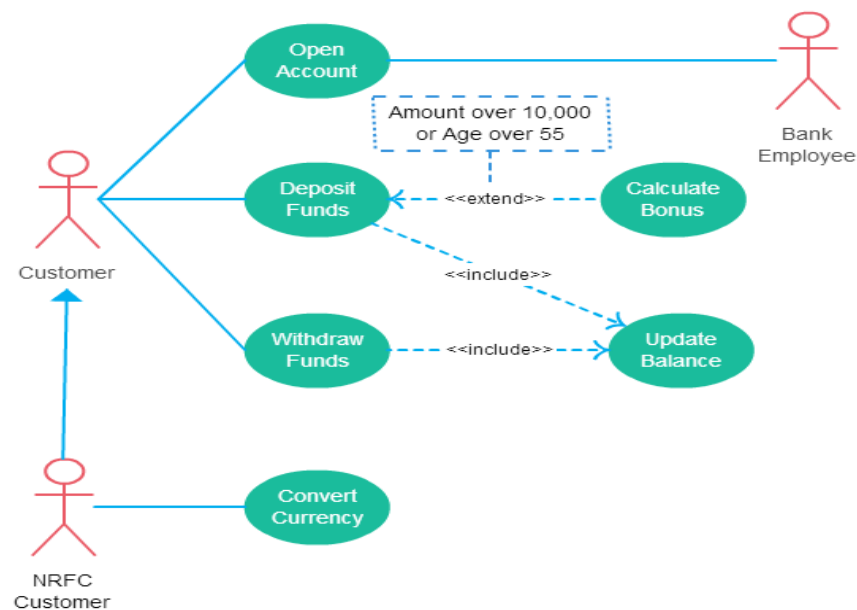 Open
Account
Amount over 10,000
or Age over 55
Bank
Employee
Deposit
Funds
<<extend>>
Calculate
Bonus
Customer
<<include>>
Withdraw
Funds
<<include>>
Update
Balance
Convert
Currency
NRFC
Customer